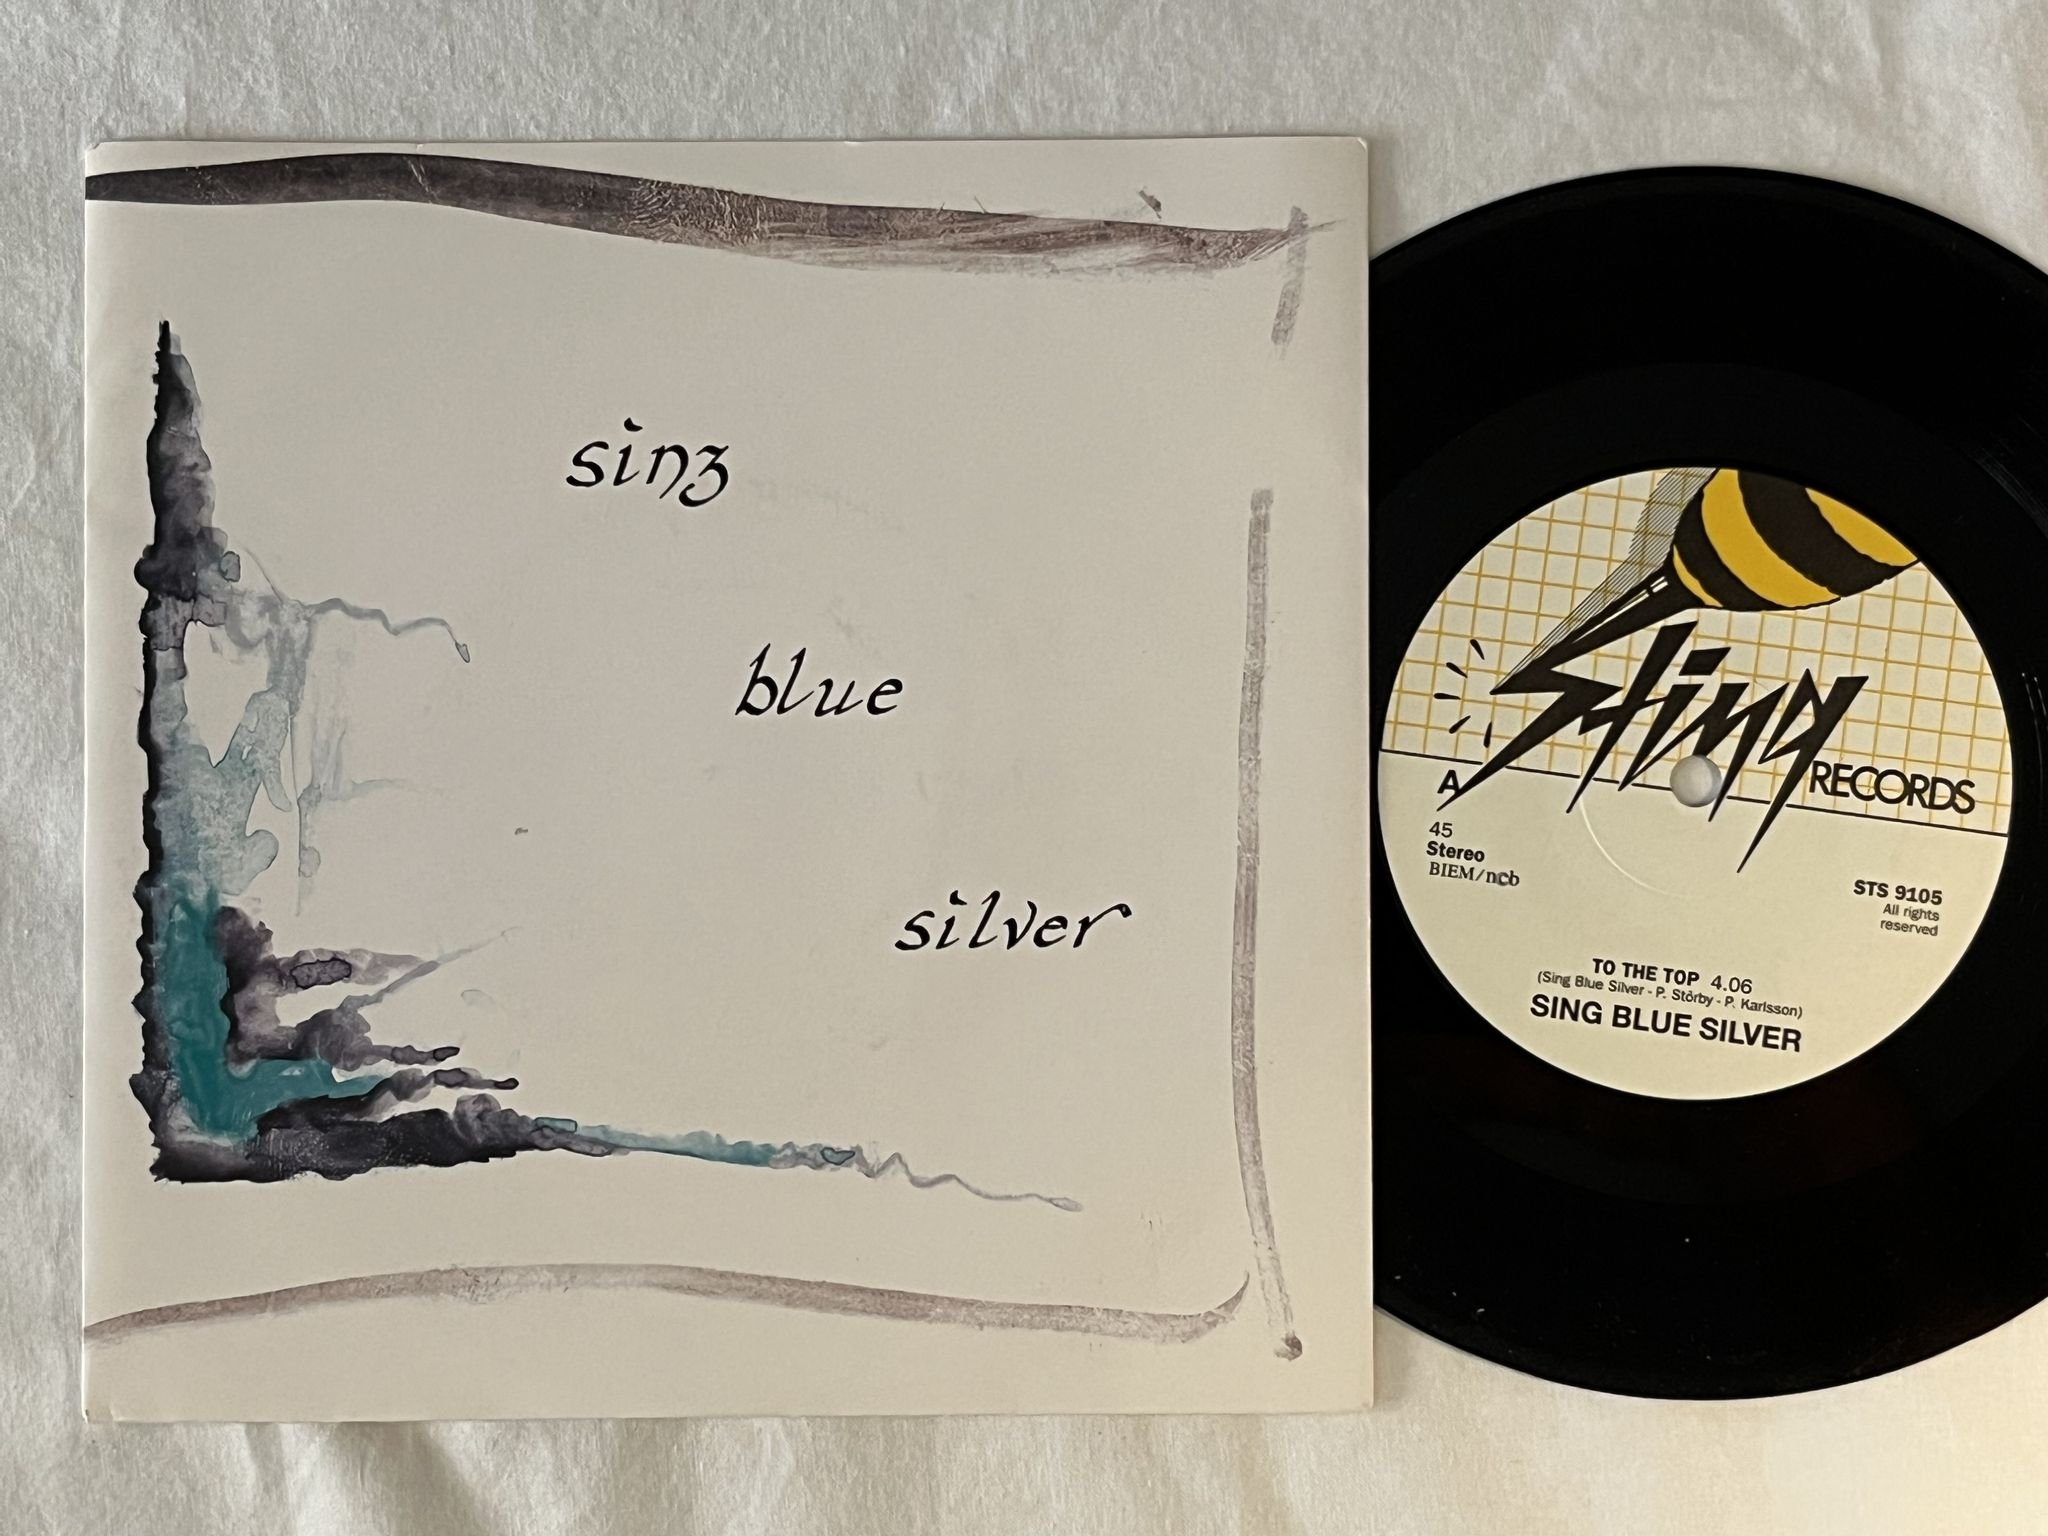 sing
blue
silver
Sting RECORDS
A
45
Stereo
BIEM/ncb
STS 9105
All rights
reserved
TO THE TOP 4.06
(Sing Blue Silver - P. Störby - P. Karlsson)
SING BLUE SILVER